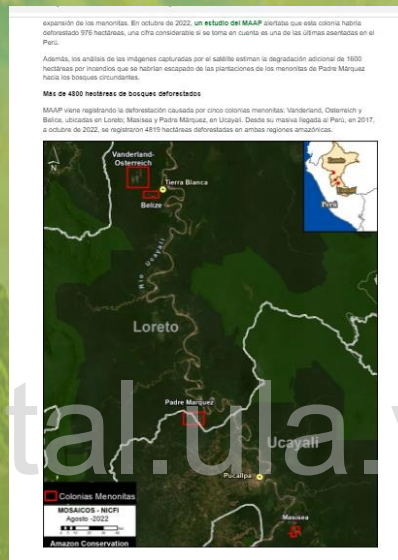 expansión de los menonitas. En octubre de 2022, un estudio del MAAP alertaba que esta colonia habría
deforestado 976 hectáreas, una cifra considerable si se toma en cuenta es una de las últimas asentadas en el
Perú.
Además, los análisis de las imágenes capturadas por el satélite estiman la degradación adicional de 1600
hectáreas por incendios que se habrían escapado de las plantaciones de los menonitas de Padre Márquez
hacia los bosques circundantes.
Más de 4800 hectáreas de bosques deforestados
MAAP viene registrando la deforestación causada por cinco colonias menonitas: Vanderland, Osterreich y
Belice, ubicadas en Loreto; Masisea y Padre Márquez, en Ucayali. Desde su masiva llegada al Perú, en 2017,
a octubre de 2022, se registraron 4819 hectáreas deforestadas en ambas regiones amazónicas.
N
Vanderland-
Osterreich
Tierra Blanca
Belize
Loreto
Ucayali
Perú
Río Ucayali
Loreto
Padre Marquez
tal.ula.v
Ucayali
Pucallpa
Masisea
Colonias Menonitas
MOSAICOS - NICFI
Agosto -2022
Amazon Conservation